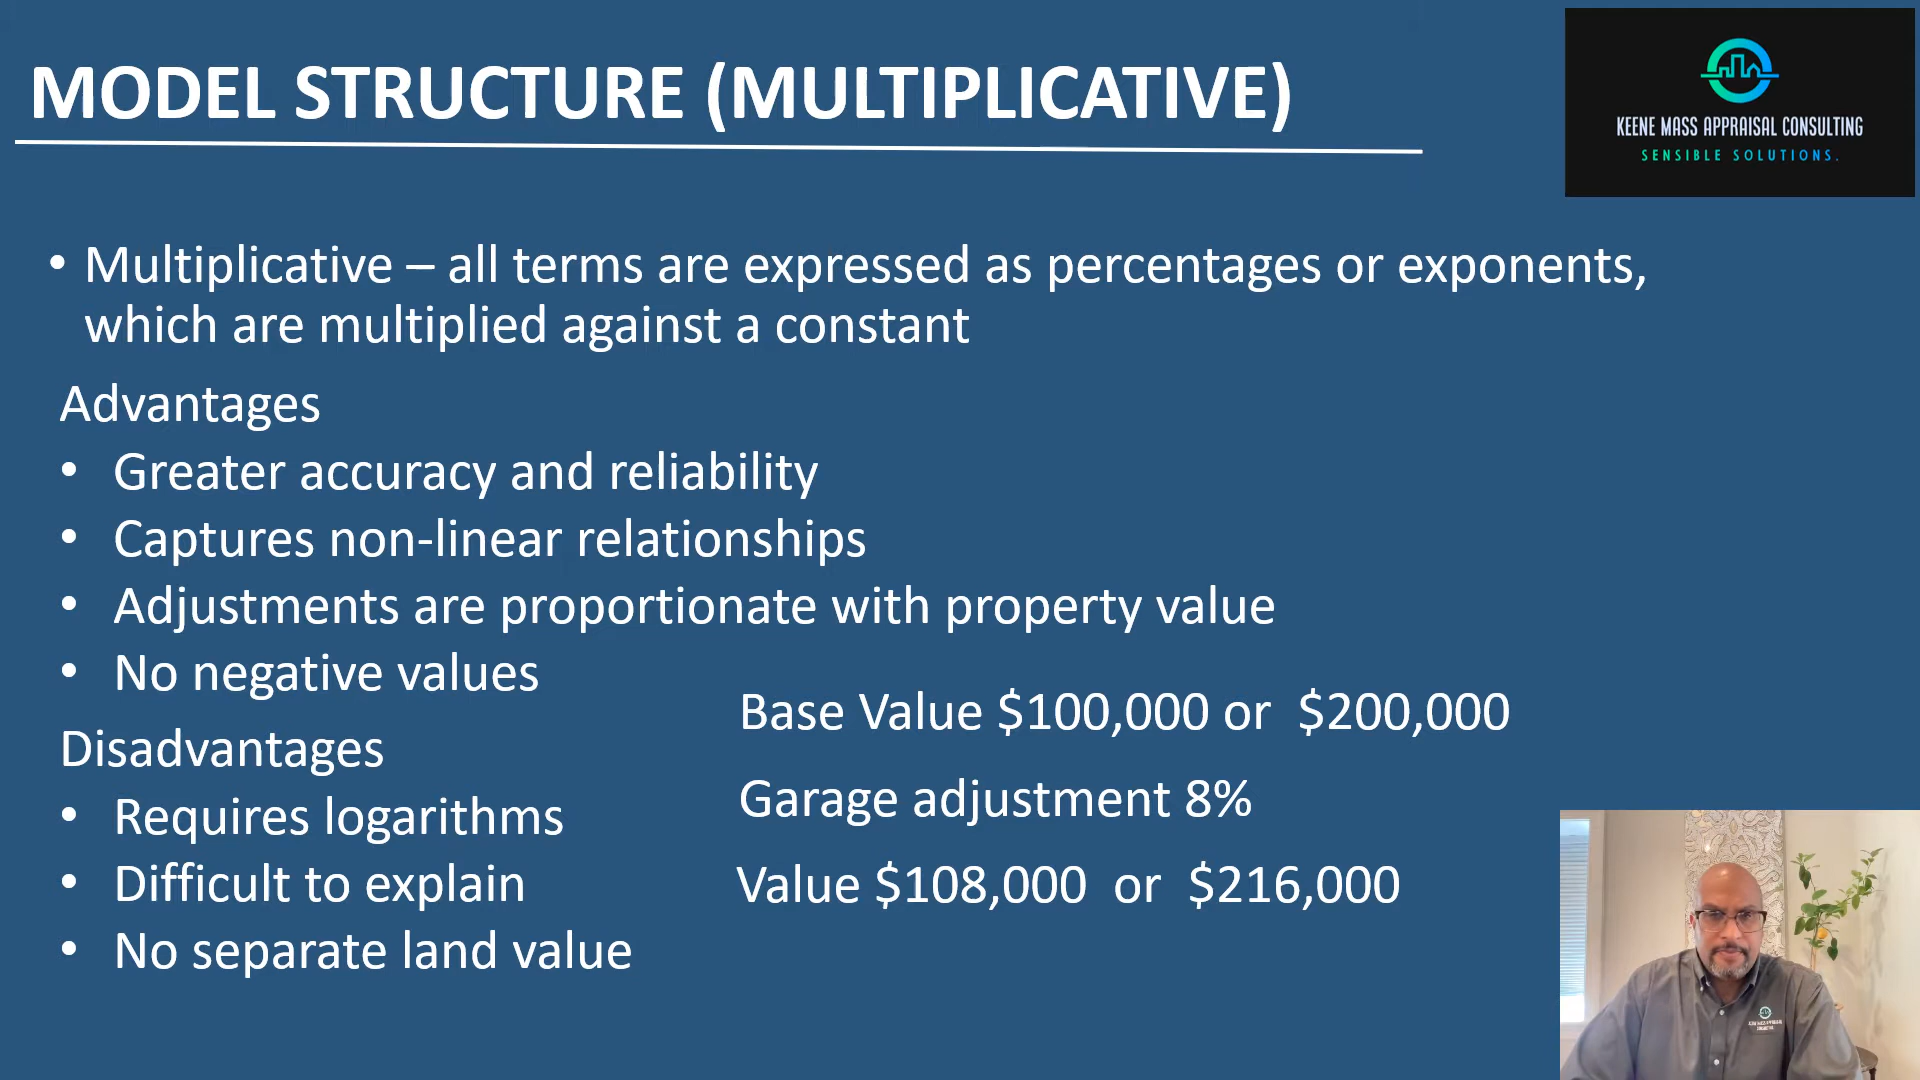 MODEL STRUCTURE (MULTIPLICATIVE)
KEENE MASS APPRAISAL CONSULTING
SENSIBLE SOLUTIONS.
• Multiplicative – all terms are expressed as percentages or exponents,
which are multiplied against a constant
Advantages
• Greater accuracy and reliability
• Captures non-linear relationships
• Adjustments are proportionate with property value
• No negative values
Disadvantages
• Requires logarithms
• Difficult to explain
• No separate land value
Base Value $100,000 or $200,000
Garage adjustment 8%
Value $108,000 or $216,000